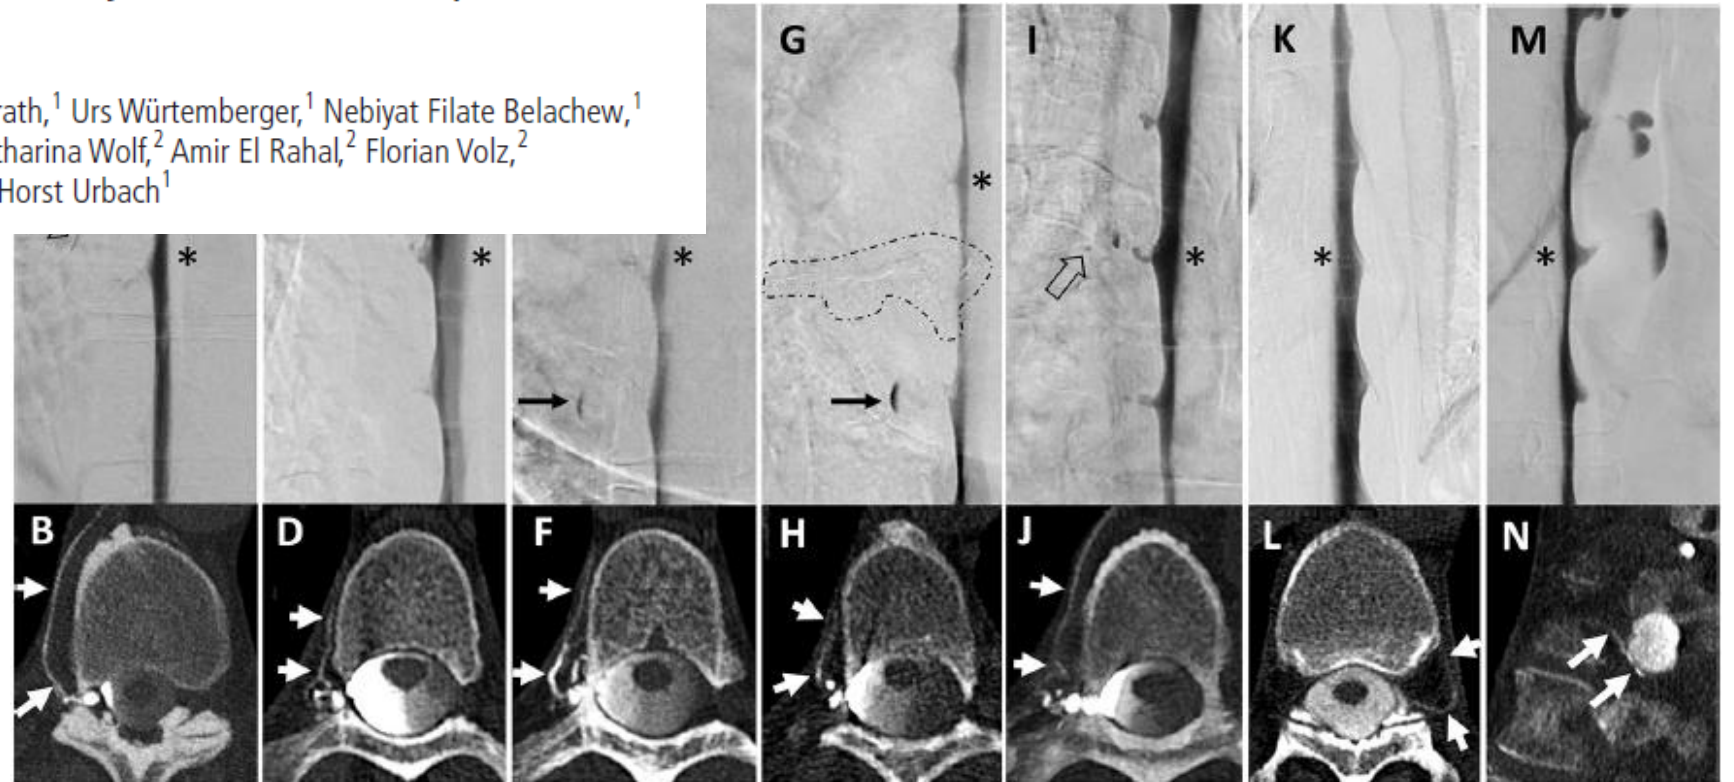 rath,1 Urs Würtemberger,1 Nebiyat Filate Belachew,1
tharina Wolf,2 Amir El Rahal,2 Florian Volz,2
Horst Urbach1
G
I
K
M
*
*
*
*
*
*
*
B
D
F
H
J
L
N